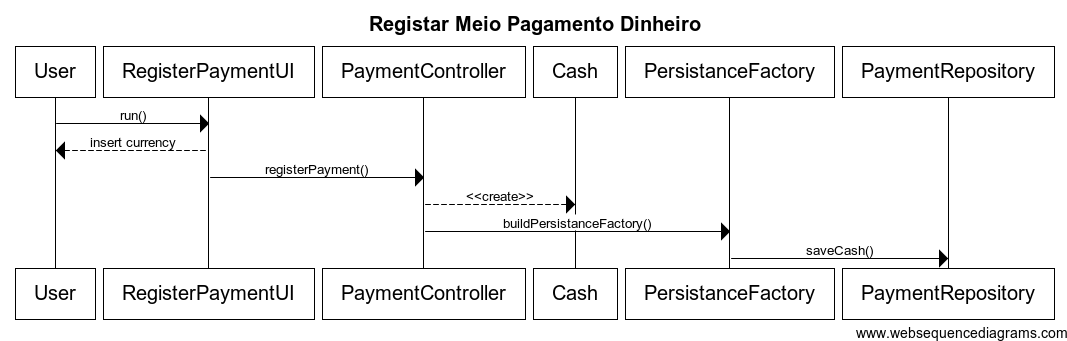 Registar Meio Pagamento Dinheiro
User RegisterPaymentUI PaymentController Cash PersistanceFactory PaymentRepository
run()
insert currency
registerPayment()
<<create>>
buildPersistanceFactory()
saveCash()
User RegisterPaymentUI PaymentController Cash PersistanceFactory PaymentRepository
www.websequencediagrams.com